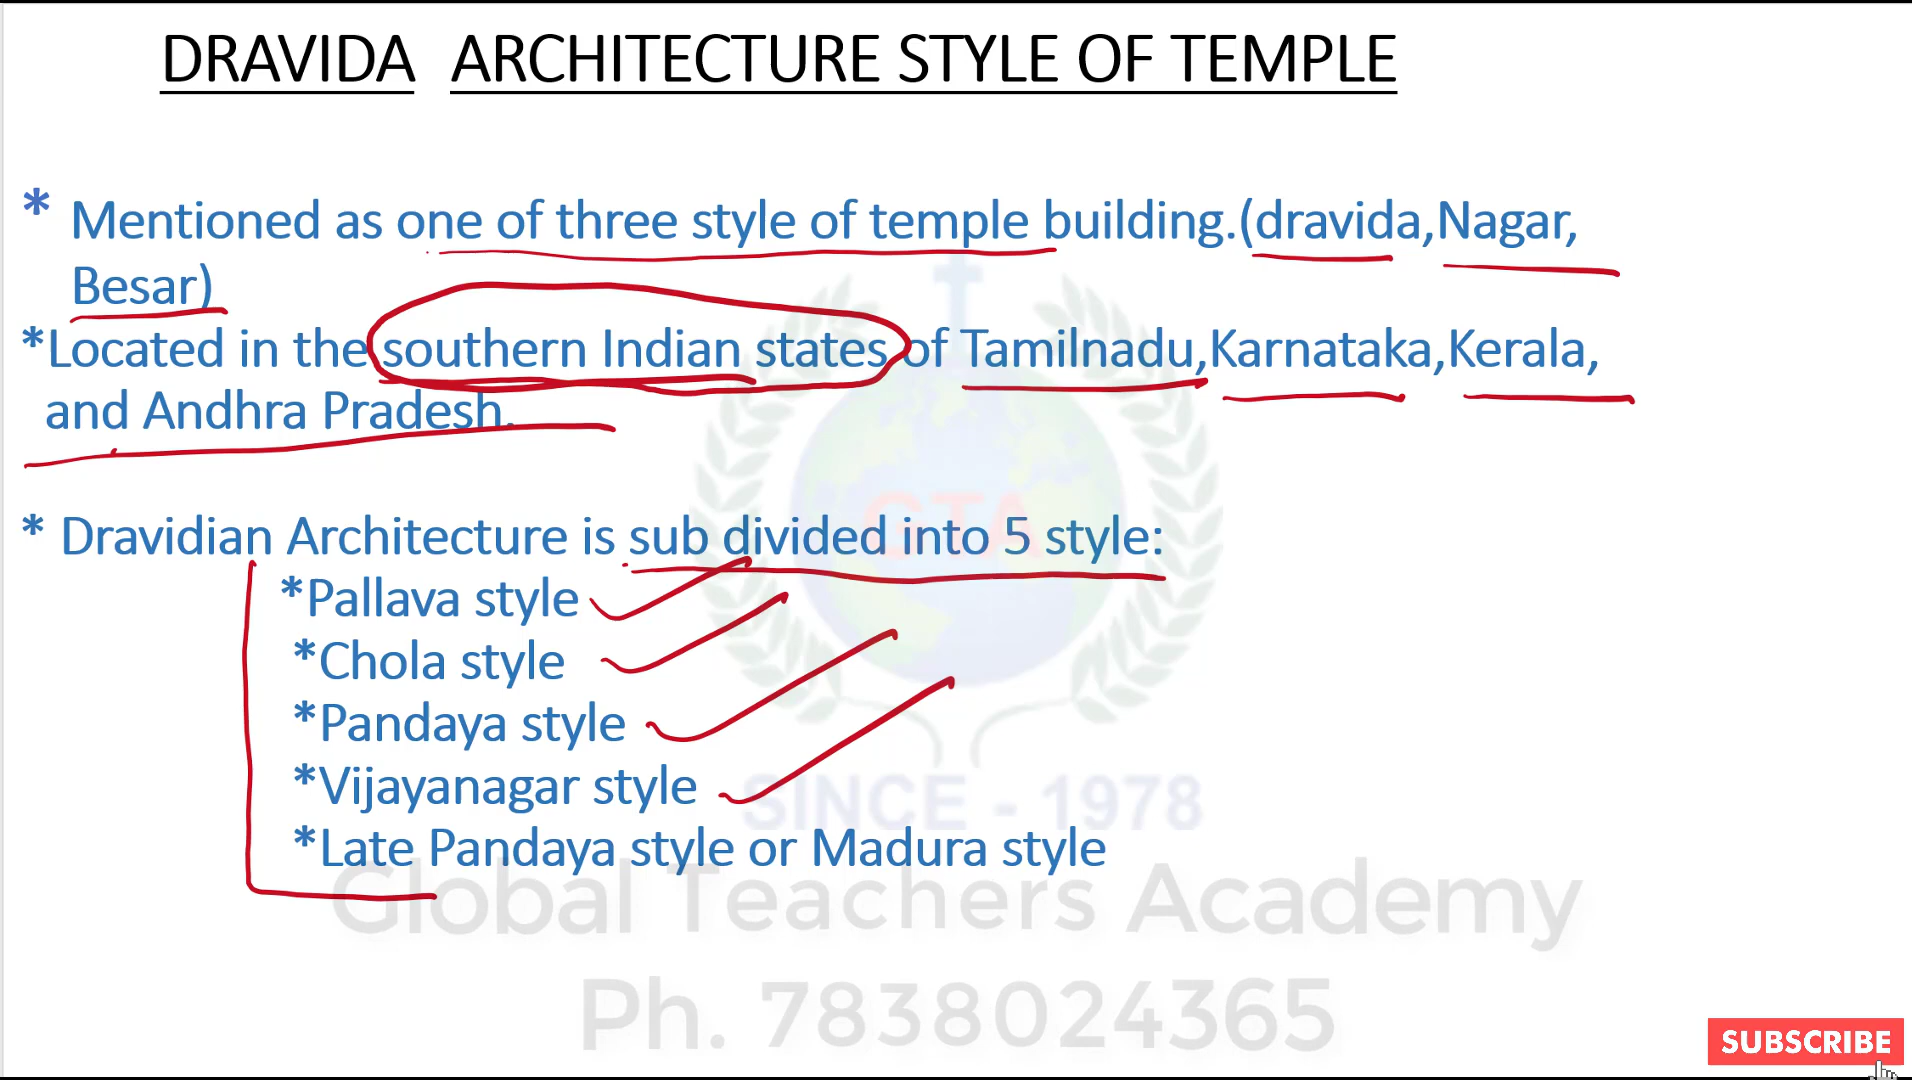 DRAVIDA ARCHITECTURE STYLE OF TEMPLE
* Mentioned as one of three style of temple building.(dravida,Nagar,
Besar)
*Located in the southern Indian states of Tamilnadu,Karnataka,Kerala,
and Andhra Pradesh.
* Dravidian Architecture is sub divided into 5 style:
*Pallava style
*Chola style
*Pandaya style
*Vijayanagar style
*Late Pandaya style or Madura style
GTA
SINCE - 1978
Global Teachers Academy
Ph. 7838024365
SUBSCRIBE